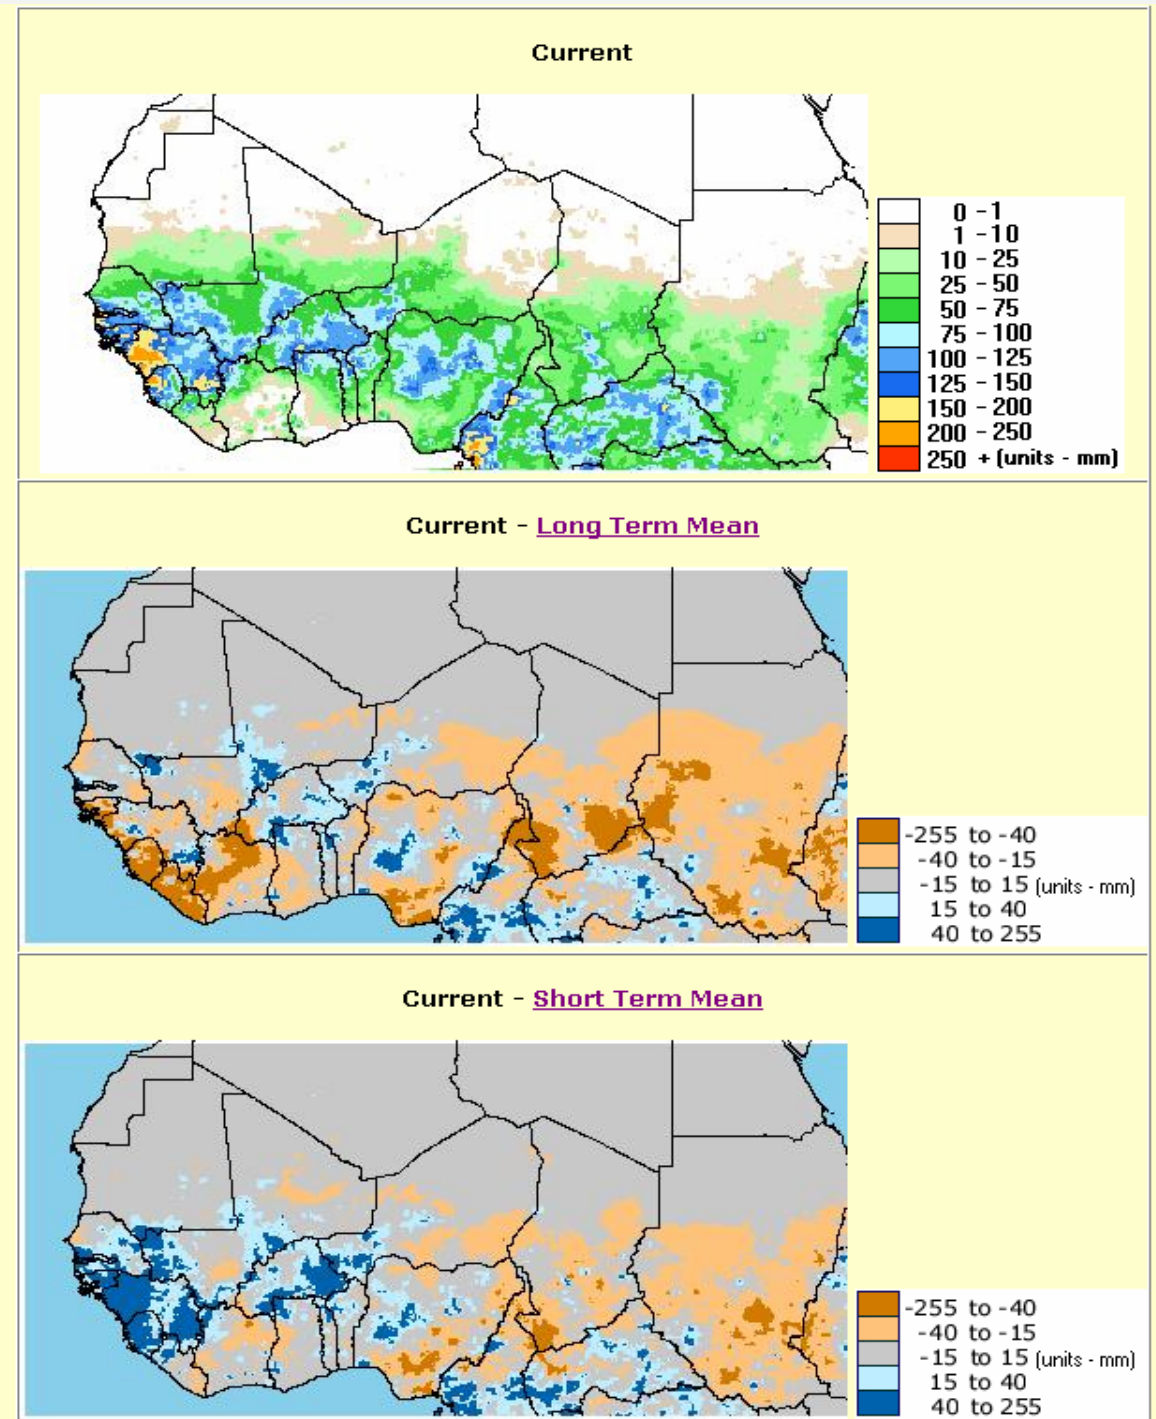 Current
0 - 1
1 - 10
10 - 25
25 - 50
50 - 75
75 - 100
100 - 125
125 - 150
150 - 200
200 - 250
250 + (units - mm)
Current - Long Term Mean
-255 to -40
-40 to -15
-15 to 15 (units - mm)
15 to 40
40 to 255
Current - Short Term Mean
-255 to -40
-40 to -15
-15 to 15 (units - mm)
15 to 40
40 to 255